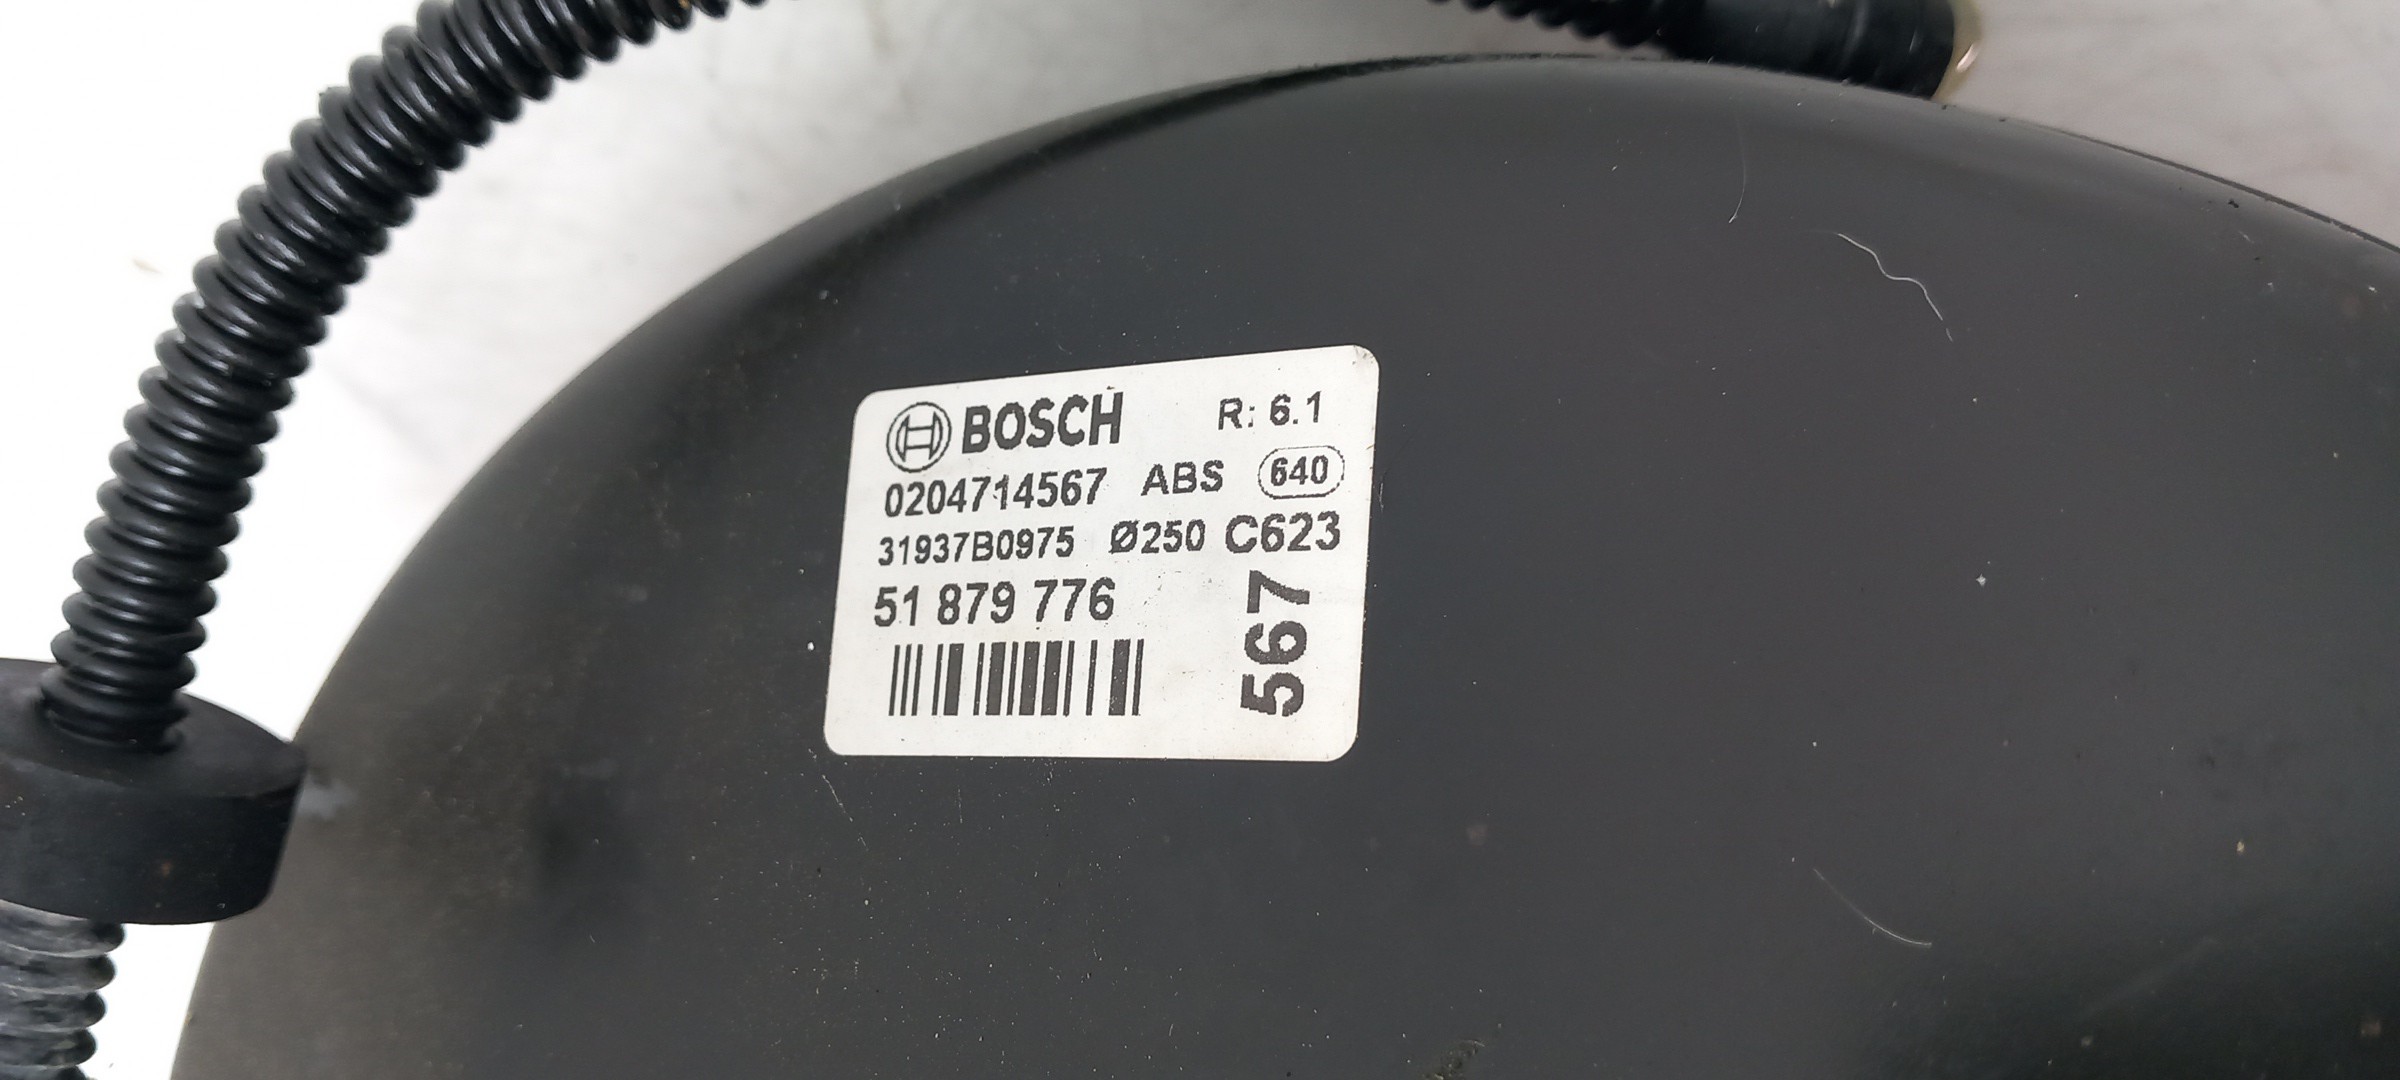 BOSCH R: 6.1
0204714567 ABS 640
31937B0975 Ø250 C623
51 879 776
567